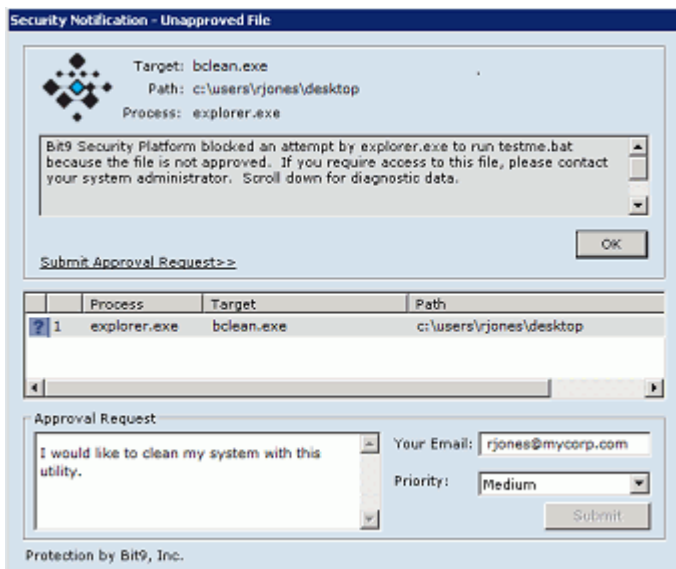 Security Notification - Unapproved File
Target: bclean.exe
Path: c:\users\rjones\desktop
Process: explorer.exe
Bit9 Security Platform blocked an attempt by explorer.exe to run testme.bat
because the file is not approved. If you require access to this file, please contact
your system administrator. Scroll down for diagnostic data.
OK
Submit Approval Request>>
Process Target Path
? 1 explorer.exe bclean.exe c:\users\rjones\desktop
Approval Request
I would like to clean my system with this
utility.
Your Email: rjones@mycorp.com
Priority: Medium
Submit
Protection by Bit9, Inc.